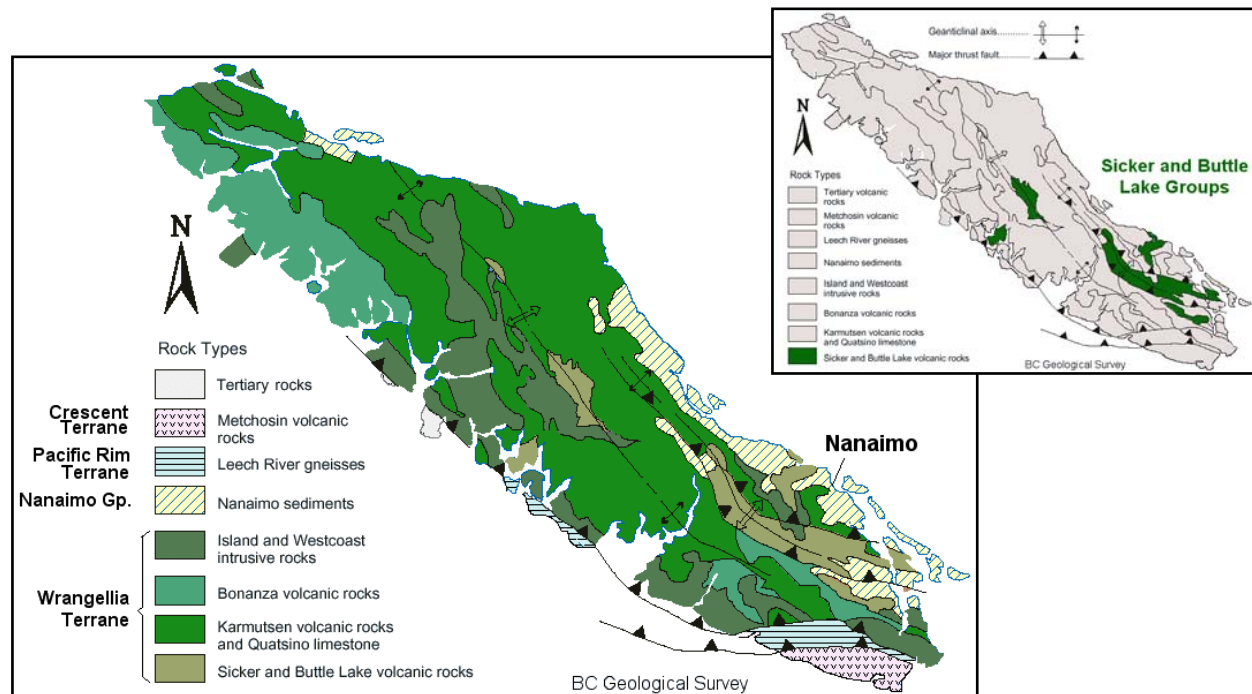 N
Rock Types
Tertiary rocks
Crescent
Terrane
Metchosin volcanic
rocks
Pacific Rim
Terrane
Leech River gneisses
Nanaimo Gp.
Nanaimo sediments
Wrangellia
Terrane
Island and Westcoast
intrusive rocks
Bonanza volcanic rocks
Karmutsen volcanic rocks
and Quatsino limestone
Sicker and Buttle Lake volcanic rocks
Nanaimo
BC Geological Survey
Geanticlinal axis
Major thrust fault
N
Sicker and Buttle
Lake Groups
Rock Types
Tertiary volcanic
rocks
Metchosin volcanic
rocks
Leech River gneisses
Nanaimo sediments
Island and Westcoast
intrusive rocks
Bonanza volcanic rocks
Karmutsen volcanic rocks
and Quatsino limestone
Sicker and Buttle Lake volcanic rocks
BC Geological Survey